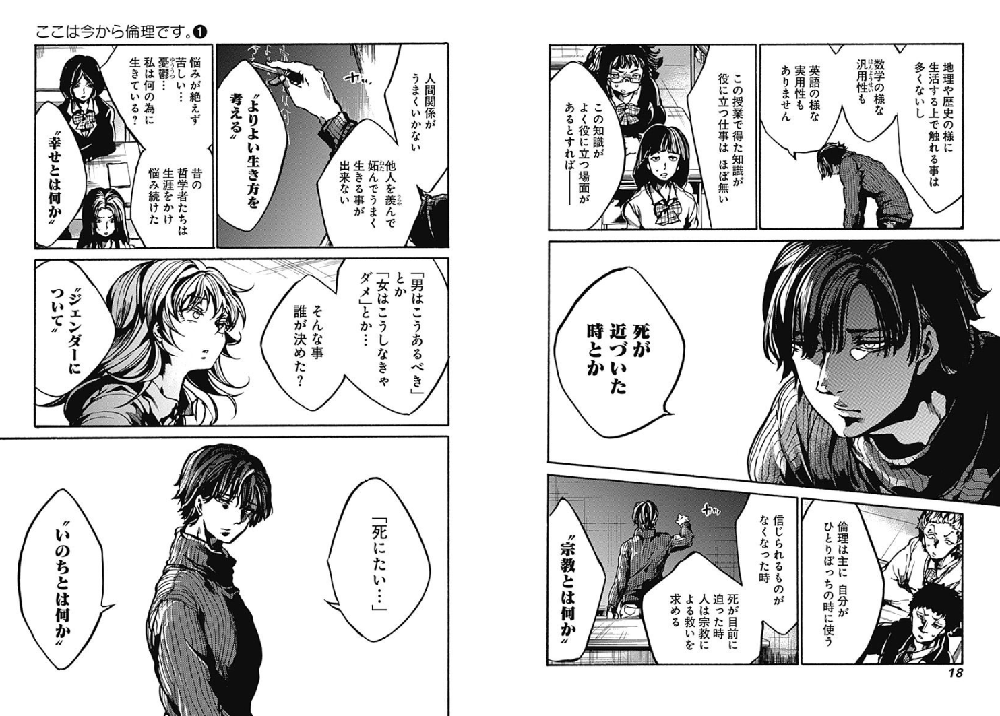 地理や歴史の様に
生活する上で触れる事は
多くないし
数学の様な
汎用性も
はんようせい
英語の様な
実用性も
ありません
この授業で得た知識が
役に立つ仕事は ほぼ無い
この知識が
よく役に立つ場面が
あるとすれば――
死が
近づいた
時とか
倫理は主に 自分が
ひとりぼっちの時に使う
信じられるものが
なくなった時
死が目前に
迫った時
人は宗教に
よる救いを
求める
カッ
〝宗教とは何か〟
18
ここは今から倫理です。❶
人間関係が
うまくいかない
他人を羨んで
うらや
妬んでうまく
ねた
生きる事が
出来ない
カッ
〝よりよい生き方を
考える〟
悩みが絶えず
苦しい…
憂鬱…
ゆううつ
私は何の為に
生きている?
昔の
哲学者たちは
生涯をかけ
悩み続けた
〝幸せとは何か〟
「男はこうあるべき」
とか
「女はこうしなきゃ
ダメ」とか…
そんな事
誰が決めた?
〝ジェンダーに
ついて〟
「死にたい…」
〝いのちとは何か〟